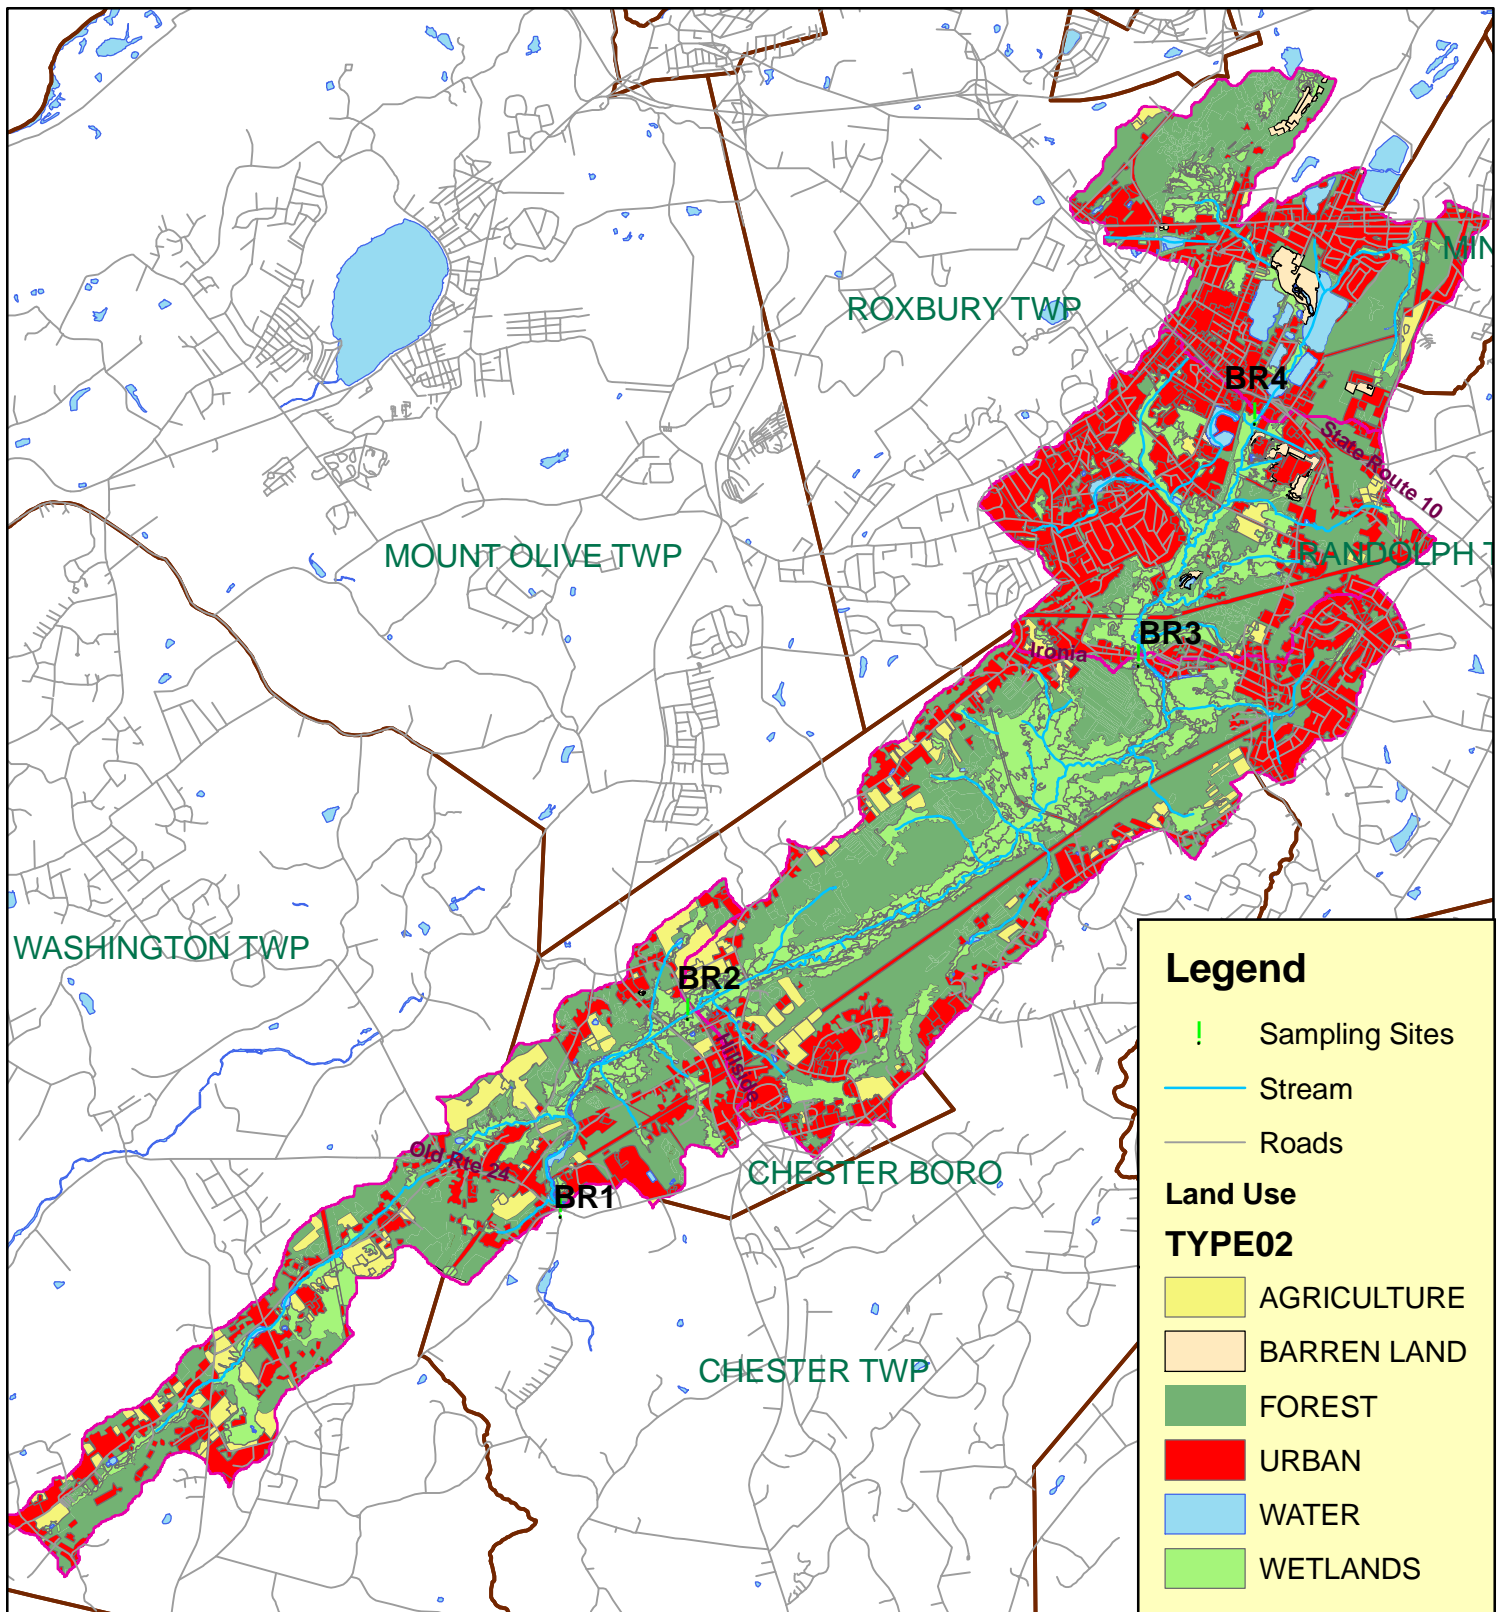 MIN
ROXBURY TWP
BR4
State Route 10
MOUNT OLIVE TWP
RANDOLPH T
BR3
Ironia
WASHINGTON TWP
BR2
Hillside
Old Rte 24
CHESTER BORO
BR1
CHESTER TWP
Legend
! Sampling Sites
Stream
Roads
Land Use
TYPE02
AGRICULTURE
BARREN LAND
FOREST
URBAN
WATER
WETLANDS